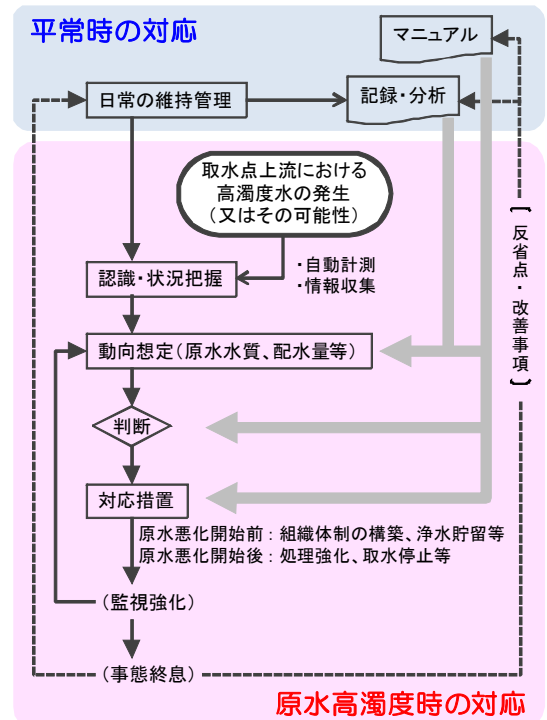 平常時の対応
マニュアル
日常の維持管理
記録・分析
取水点上流における
高濁度水の発生
（又はその可能性）
・自動計測
・情報収集
認識・状況把握
【反省点・改善事項】
動向想定（原水水質、配水量等）
判断
対応措置
原水悪化開始前：組織体制の構築、浄水貯留等
原水悪化開始後：処理強化、取水停止等
（監視強化）
（事態終息）
原水高濁度時の対応